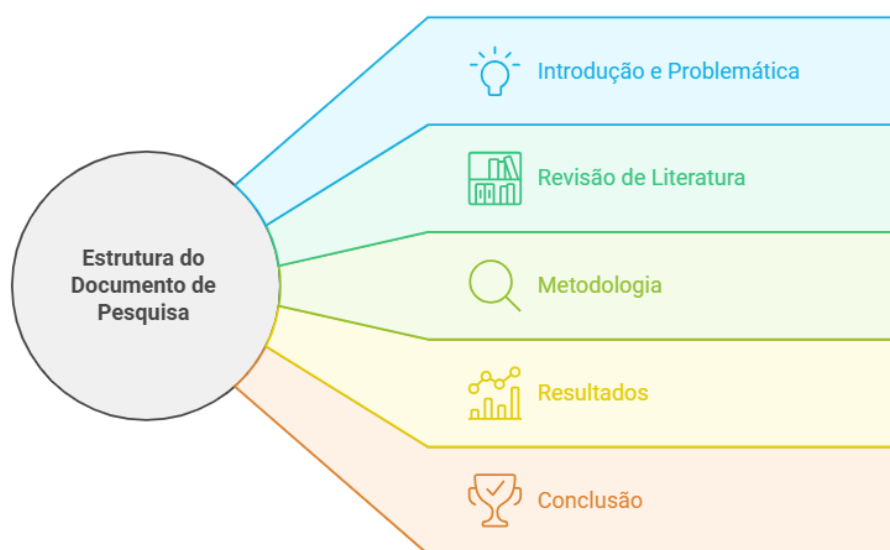 Estrutura do
Documento de
Pesquisa
Introdução e Problemática
Revisão de Literatura
Metodologia
Resultados
Conclusão